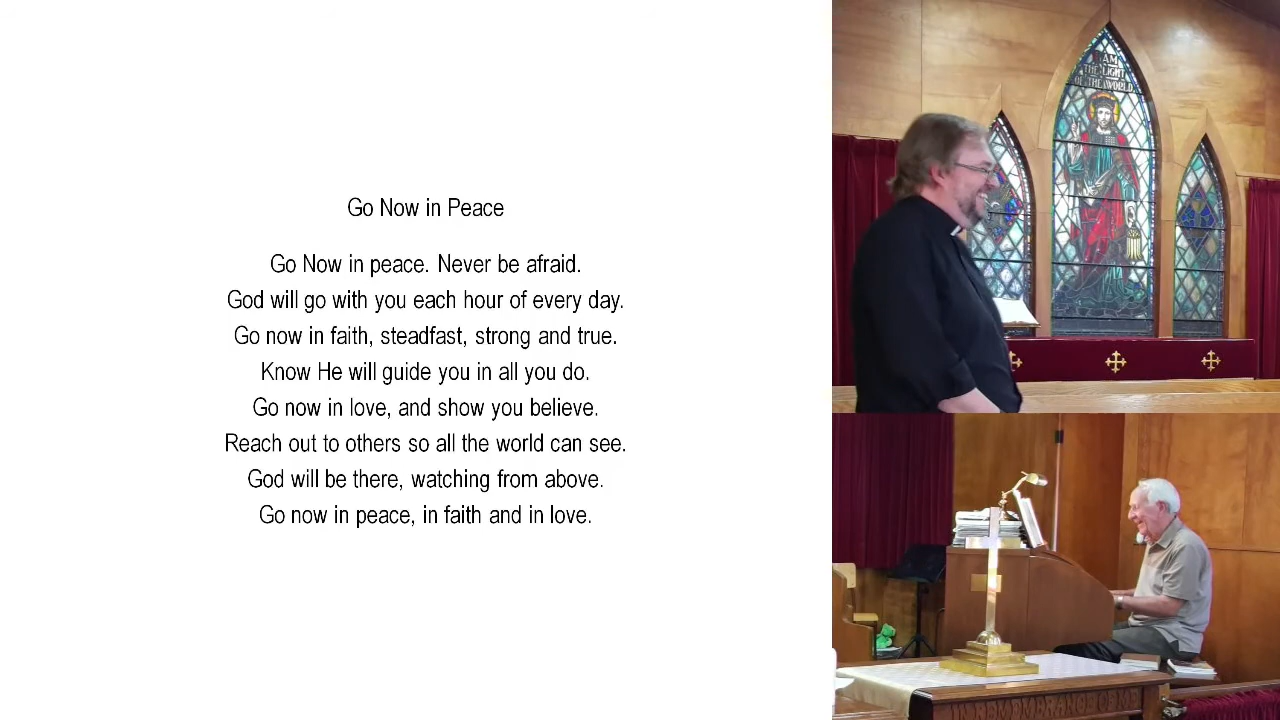 Go Now in Peace
Go Now in peace. Never be afraid.
God will go with you each hour of every day.
Go now in faith, steadfast, strong and true.
Know He will guide you in all you do.
Go now in love, and show you believe.
Reach out to others so all the world can see.
God will be there, watching from above.
Go now in peace, in faith and in love.
I AM
THE LIGHT
OF THE WORLD